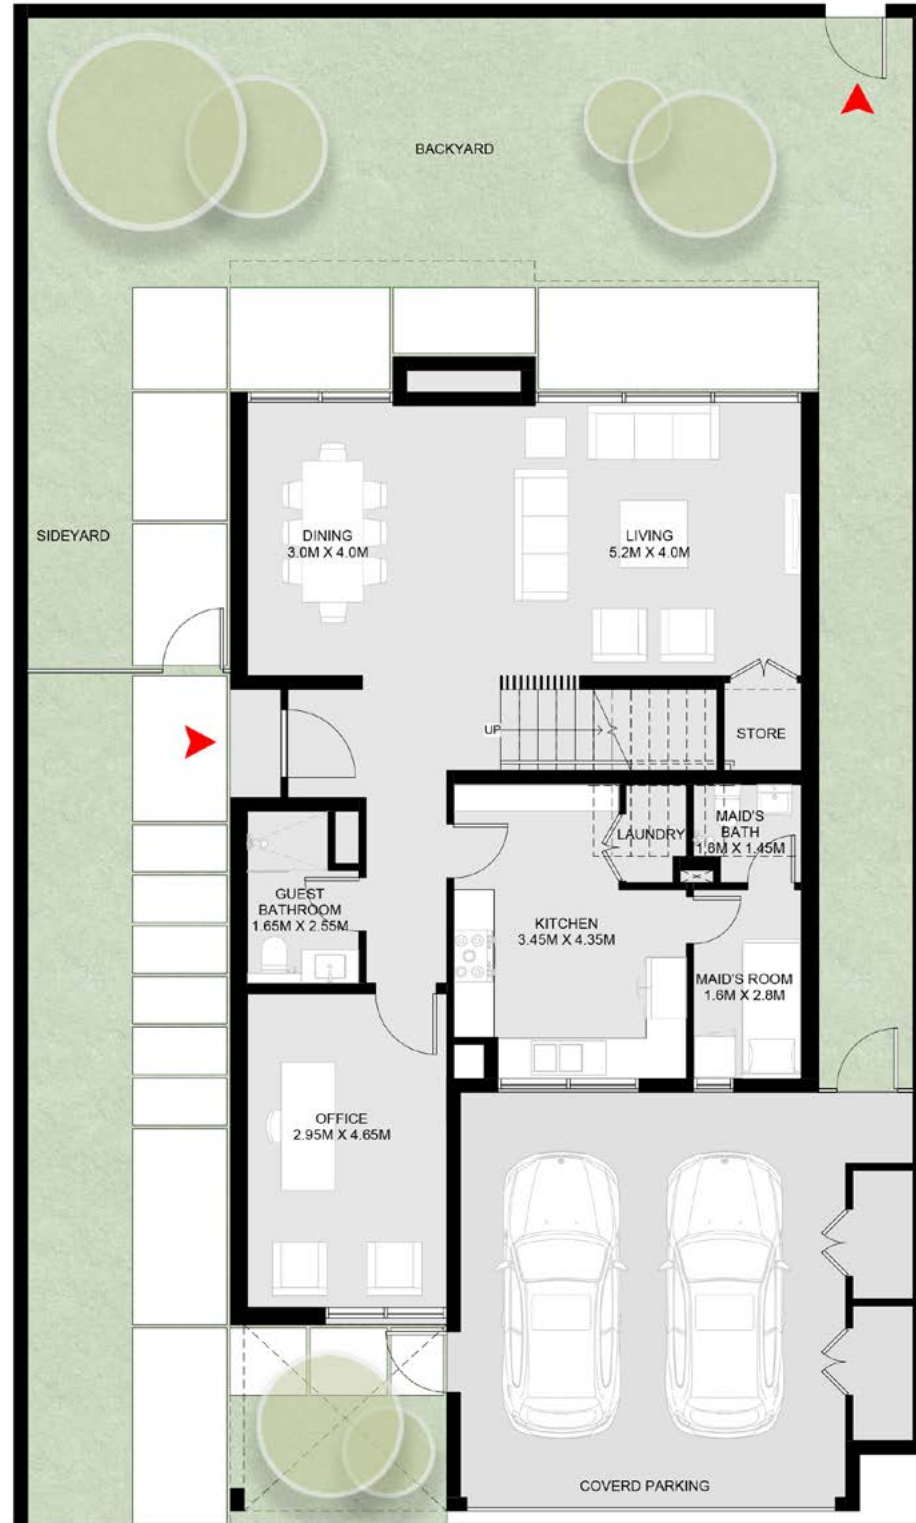 BACKYARD
SIDEYARD
DINING
3.0M X 4.0M
LIVING
5.2M X 4.0M
UP
STORE
MAID'S
BATH
1.6M X 1.45M
LAUNDRY
GUEST
BATHROOM
1.65M X 2.55M
KITCHEN
3.45M X 4.35M
MAID'S ROOM
1.6M X 2.8M
OFFICE
2.95M X 4.65M
COVERD PARKING